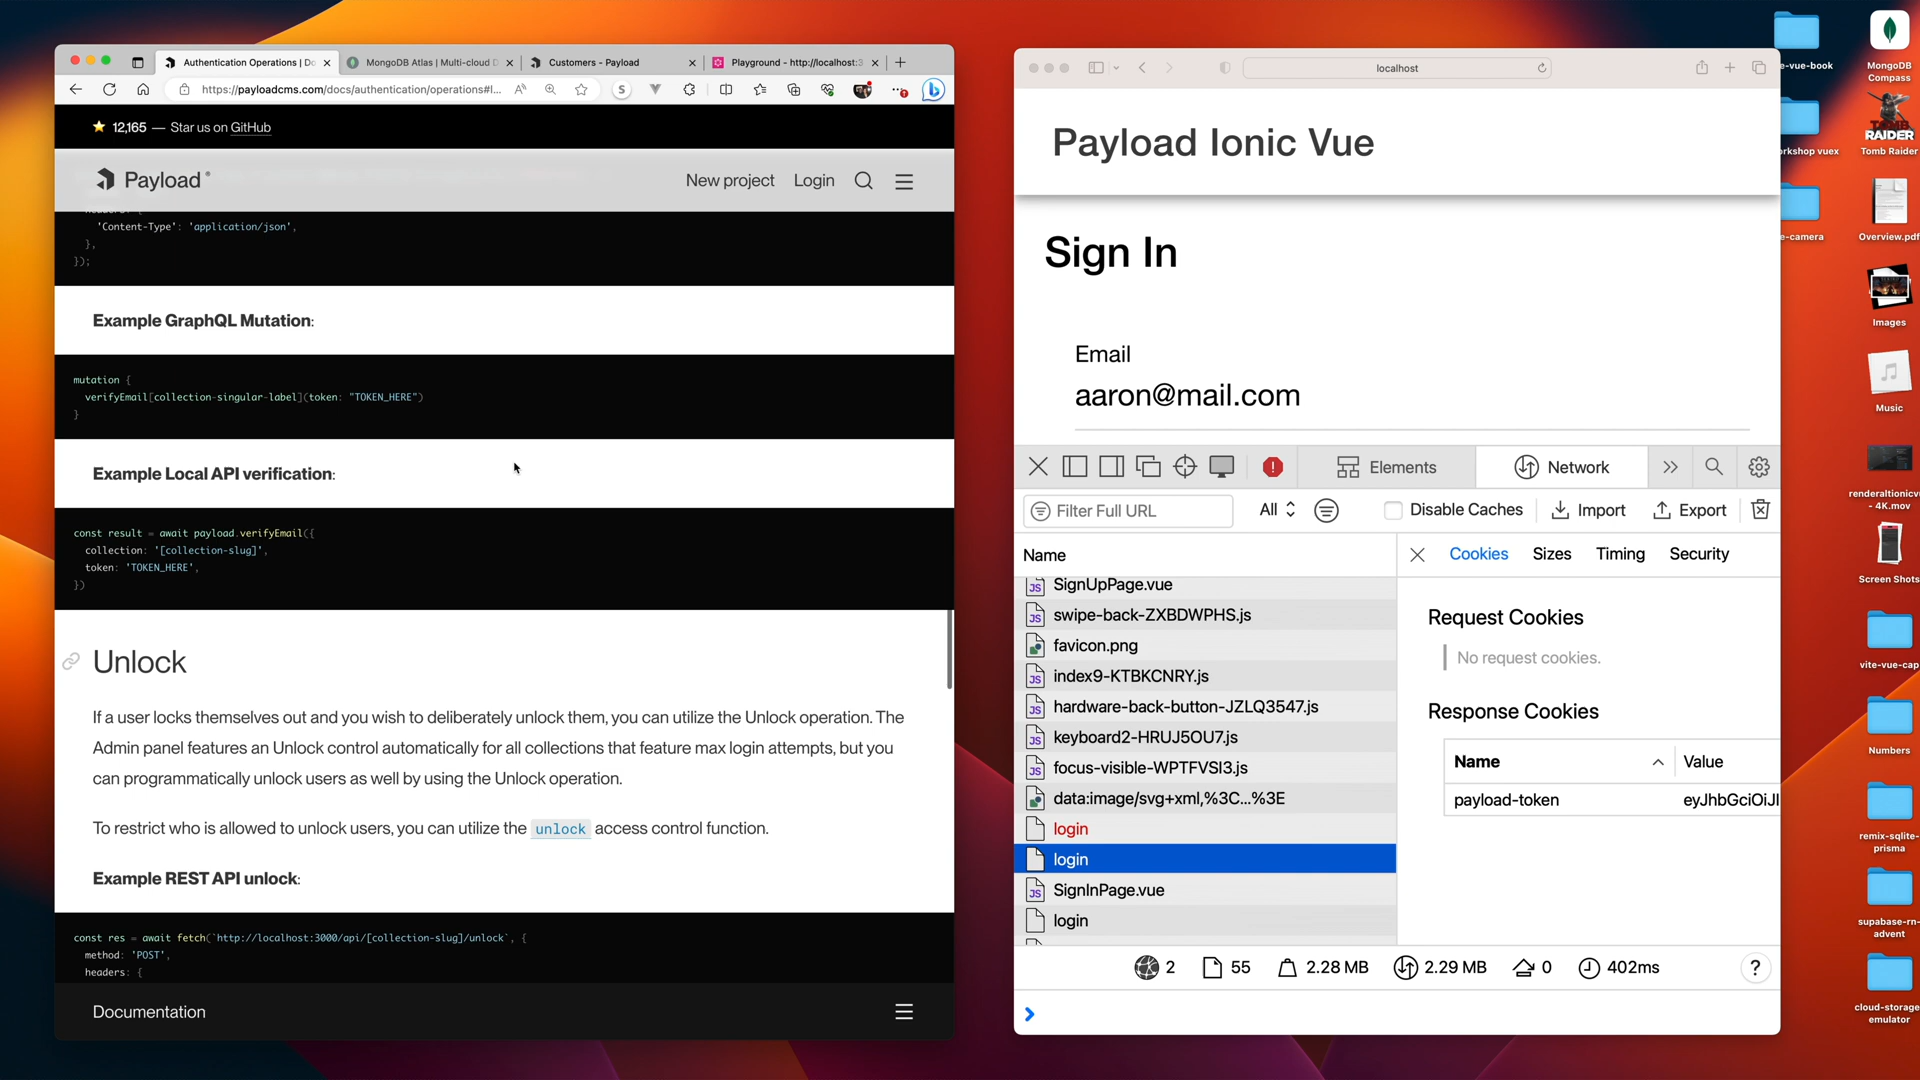 Authentication Operations | Do
MongoDB Atlas | Multi-cloud D
Customers - Payload
Playground - http://localhost:3
https://payloadcms.com/docs/authentication/operations#l...
12,165 — Star us on GitHub
Payload
New project
Login
'Content-Type': 'application/json',
},
});
Example GraphQL Mutation:
mutation {
verifyEmail[collection-singular-label](token: "TOKEN_HERE")
}
Example Local API verification:
const result = await payload.verifyEmail({
collection: '[collection-slug]',
token: 'TOKEN_HERE',
})
Unlock
If a user locks themselves out and you wish to deliberately unlock them, you can utilize the Unlock operation. The
Admin panel features an Unlock control automatically for all collections that feature max login attempts, but you
can programmatically unlock users as well by using the Unlock operation.
To restrict who is allowed to unlock users, you can utilize the unlock access control function.
Example REST API unlock:
const res = await fetch(`http://localhost:3000/api/[collection-slug]/unlock`, {
method: 'POST',
headers: {
Documentation
localhost
Payload Ionic Vue
Sign In
Email
aaron@mail.com
Elements
Network
Filter Full URL
All
Disable Caches
Import
Export
Name
Cookies
Sizes
Timing
Security
SignUpPage.vue
swipe-back-ZXBDWPHS.js
favicon.png
index9-KTBKCNRY.js
hardware-back-button-JZLQ3547.js
keyboard2-HRUJ5OU7.js
focus-visible-WPTFVSI3.js
data:image/svg+xml,%3C...%3E
login
login
SignInPage.vue
login
Request Cookies
No request cookies.
Response Cookies
Name
Value
payload-token
eyJhbGciOiJI
2
55
2.28 MB
2.29 MB
0
402ms
?
e-vue-book
rkshop vuex
e-camera
MongoDB
Compass
TOMB
RAIDER
Tomb Raider
Overview.pdf
Images
Music
renderaltionicv
- 4K.mov
Screen Shots
vite-vue-cap
Numbers
remix-sqlite-
prisma
supabase-rn-
advent
cloud-storage
emulator